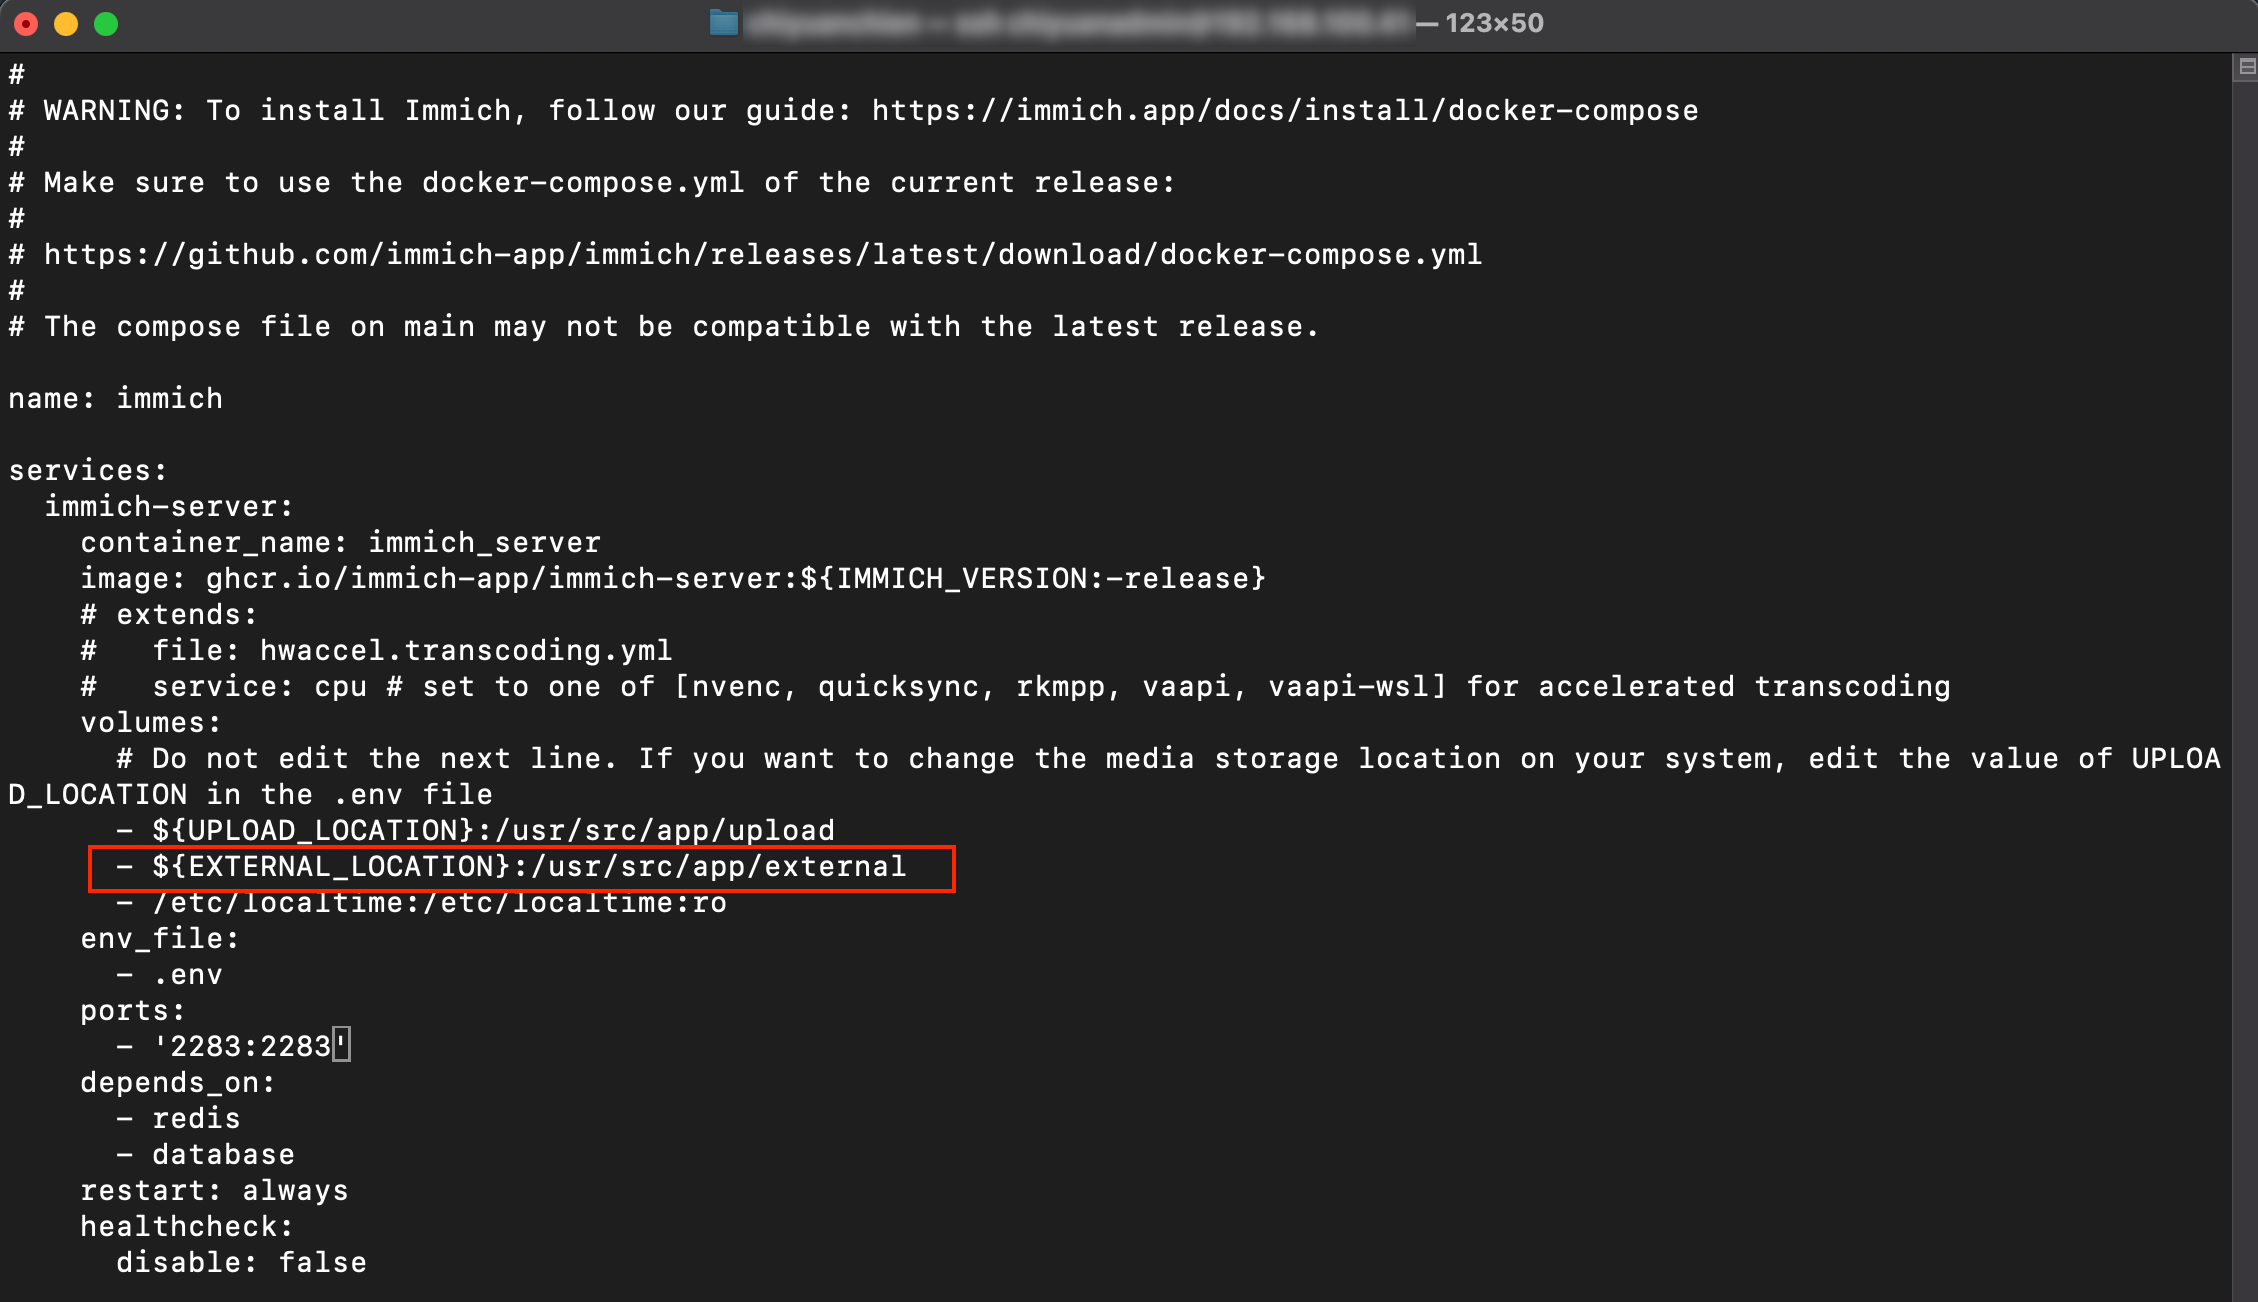 — 123×50
#
# WARNING: To install Immich, follow our guide: https://immich.app/docs/install/docker-compose
#
# Make sure to use the docker-compose.yml of the current release:
#
# https://github.com/immich-app/immich/releases/latest/download/docker-compose.yml
#
# The compose file on main may not be compatible with the latest release.

name: immich

services:
  immich-server:
    container_name: immich_server
    image: ghcr.io/immich-app/immich-server:${IMMICH_VERSION:-release}
    # extends:
    #   file: hwaccel.transcoding.yml
    #   service: cpu # set to one of [nvenc, quicksync, rkmpp, vaapi, vaapi-wsl] for accelerated transcoding
    volumes:
      # Do not edit the next line. If you want to change the media storage location on your system, edit the value of UPLOA
D_LOCATION in the .env file
      - ${UPLOAD_LOCATION}:/usr/src/app/upload
      - ${EXTERNAL_LOCATION}:/usr/src/app/external
      - /etc/localtime:/etc/localtime:ro
    env_file:
      - .env
    ports:
      - '2283:2283'
    depends_on:
      - redis
      - database
    restart: always
    healthcheck:
      disable: false